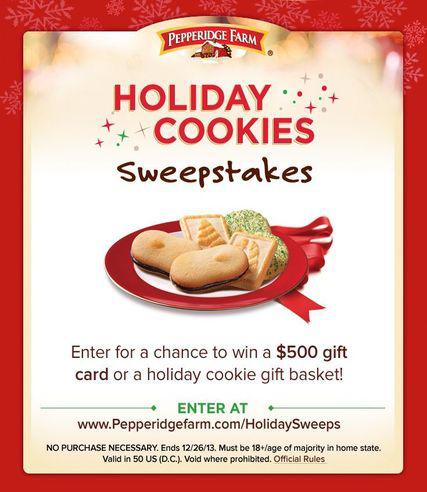 PEPPERIDGE FARM
®
HOLIDAY
COOKIES
Sweepstakes
Enter for a chance to win a $500 gift
card or a holiday cookie gift basket!
ENTER AT
www.Pepperidgefarm.com/HolidaySweeps
NO PURCHASE NECESSARY. Ends 12/26/13. Must be 18+/age of majority in home state.
Valid in 50 US (D.C.). Void where prohibited. Official Rules